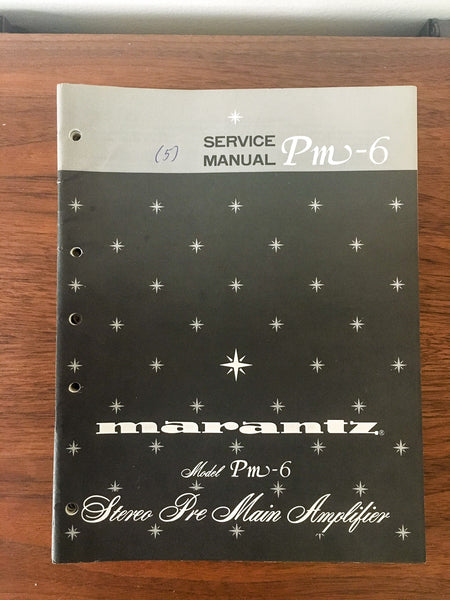 SERVICE
MANUAL Pm-6
(5)
marantz®
Model Pm-6
Stereo Pre Main Amplifier